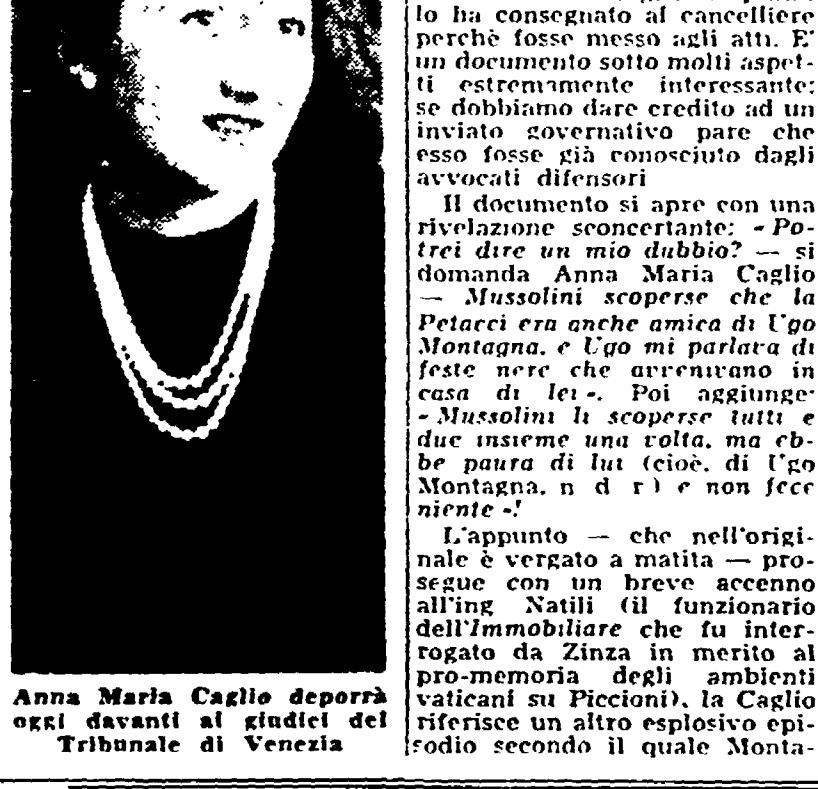 Anna Maria Caglio deporrà
oggi davanti ai giudici del
Tribunale di Venezia
lo ha consegnato al cancelliere
perchè fosse messo agli atti. E'
un documento sotto molti aspet-
ti estremamente interessante:
se dobbiamo dare credito ad un
inviato governativo pare che
esso fosse già conosciuto dagli
avvocati difensori
Il documento si apre con una
rivelazione sconcertante: « Po-
trei dire un mio dubbio? — si
domanda Anna Maria Caglio
— Mussolini scoperse che la
Petacci era anche amica di Ugo
Montagna, e Ugo mi parlava di
feste nere che avvenivano in
casa di lei ». Poi aggiunge:
« Mussolini li scoperse tutti e
due insieme una volta, ma eb-
be paura di lui (cioè, di Ugo
Montagna, n d r) e non fece
niente »!
L'appunto — che nell'origi-
nale è vergato a matita — pro-
segue con un breve accenno
all'ing Natili (il funzionario
dell'Immobiliare che fu inter-
rogato da Zinza in merito al
pro-memoria degli ambienti
vaticani su Piccioni), la Caglio
riferisce un altro esplosivo epi-
sodio secondo il quale Monta-